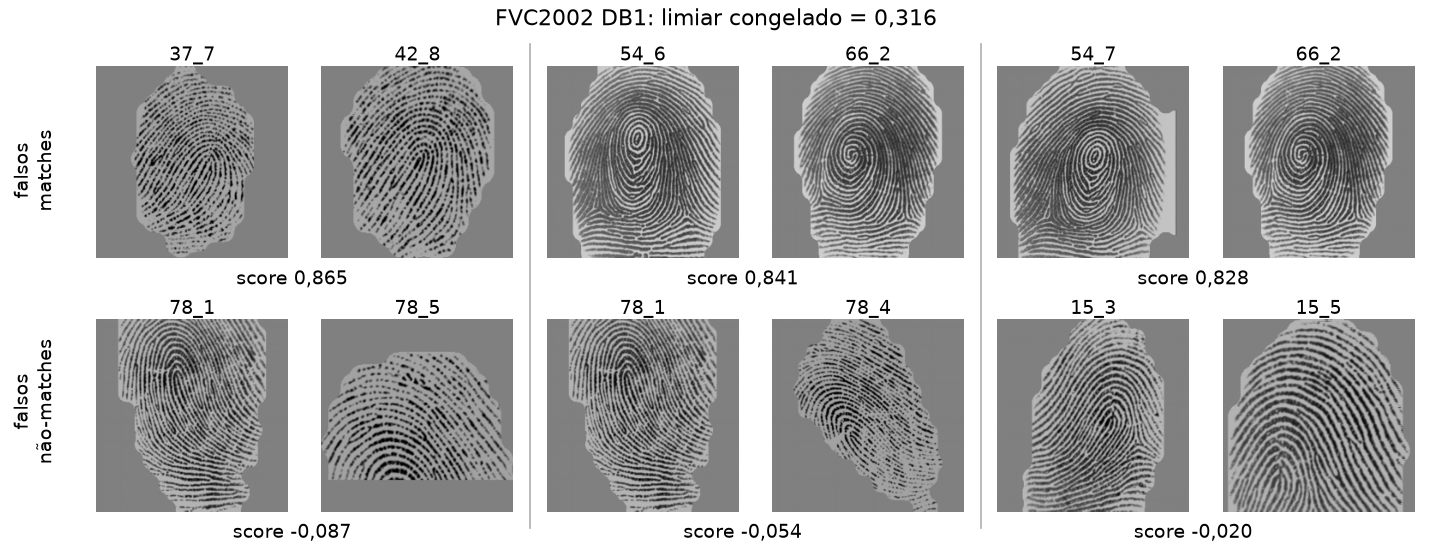 FVC2002 DB1: limiar congelado = 0,316
37_7 42_8 54_6 66_2 54_7 66_2
falsos
matches
score 0,865 score 0,841 score 0,828
78_1 78_5 78_1 78_4 15_3 15_5
falsos
não-matches
score -0,087 score -0,054 score -0,020